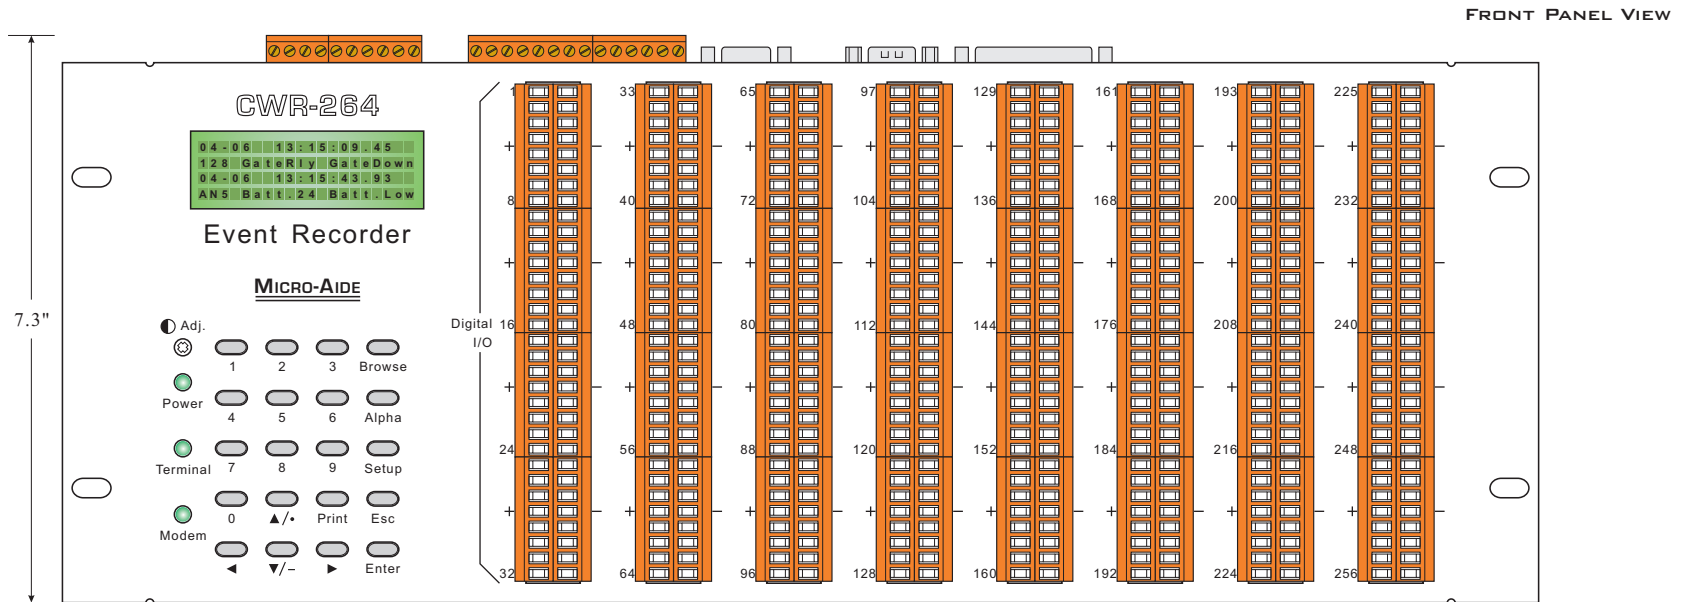 FRONT PANEL VIEW
7.3"
CWR-264
04-06 13:15:09.45
128 GateRly GateDown
04-06 13:15:43.93
AN5 Batt.24 Batt.Low
Event Recorder
MICRO-AIDE
Adj.
1 2 3 Browse
Power
4 5 6 Alpha
Terminal
7 8 9 Setup
Modem
0 ▲/• Print Esc
◄ ▼/– ► Enter
Digital
I/O
1 33 65 97 129 161 193 225
+ + + + + + +
8 40 72 104 136 168 200 232
+ + + + + + +
16 48 80 112 144 176 208 240
+ + + + + + +
24 56 88 120 152 184 216 248
+ + + + + + +
32 64 96 128 160 192 224 256